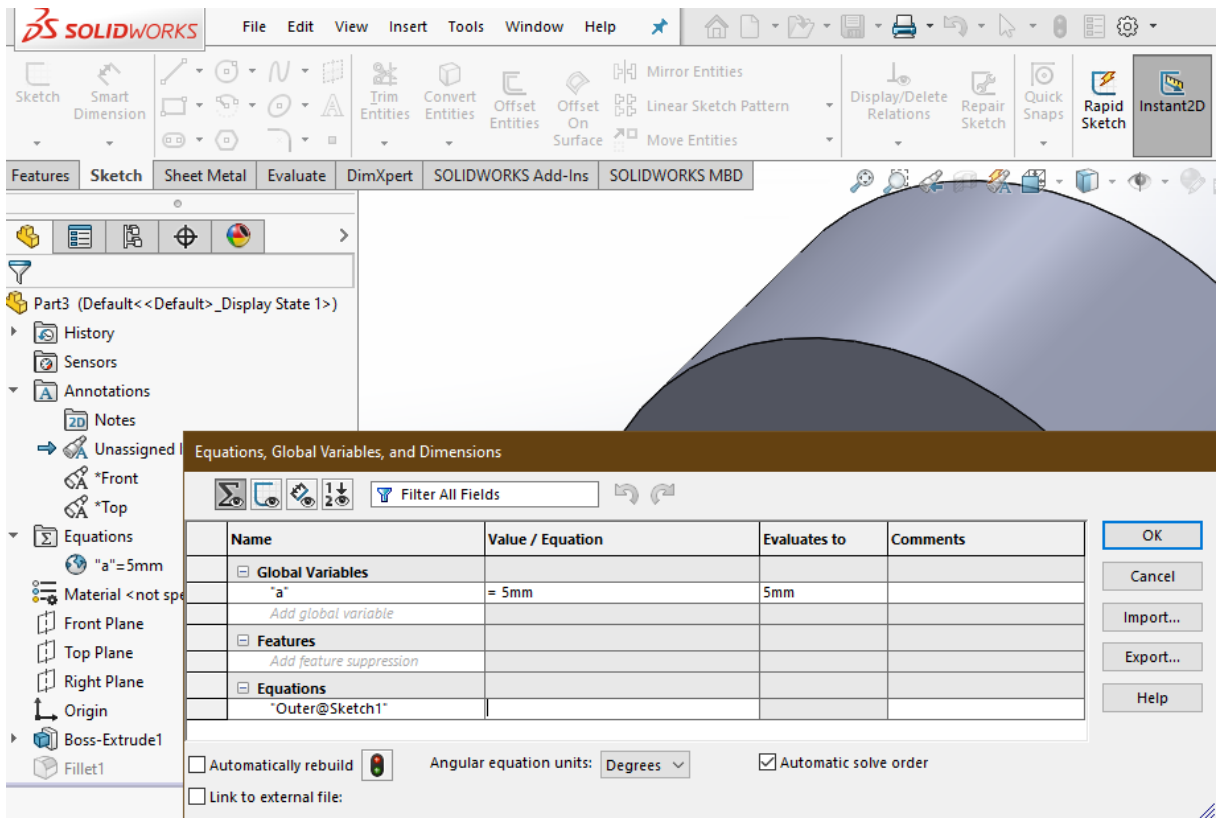 SOLIDWORKS File Edit View Insert Tools Window Help
Sketch
Smart Dimension
Trim Entities
Convert Entities
Offset Entities
Offset On Surface
Mirror Entities
Linear Sketch Pattern
Move Entities
Display/Delete Relations
Repair Sketch
Quick Snaps
Rapid Sketch
Instant2D
Features Sketch Sheet Metal Evaluate DimXpert SOLIDWORKS Add-Ins SOLIDWORKS MBD
Part3 (Default<<Default>_Display State 1>)
History
Sensors
A Annotations
2D Notes
Unassigned
*Front
*Top
Σ Equations
"a"=5mm
Material <not spe
Front Plane
Top Plane
Right Plane
Origin
Boss-Extrude1
Fillet1
Equations, Global Variables, and Dimensions
Filter All Fields
Name Value / Equation Evaluates to Comments
Global Variables
"a" = 5mm 5mm
Add global variable
Features
Add feature suppression
Equations
"Outer@Sketch1"
OK
Cancel
Import...
Export...
Help
Automatically rebuild Angular equation units: Degrees Automatic solve order
Link to external file: